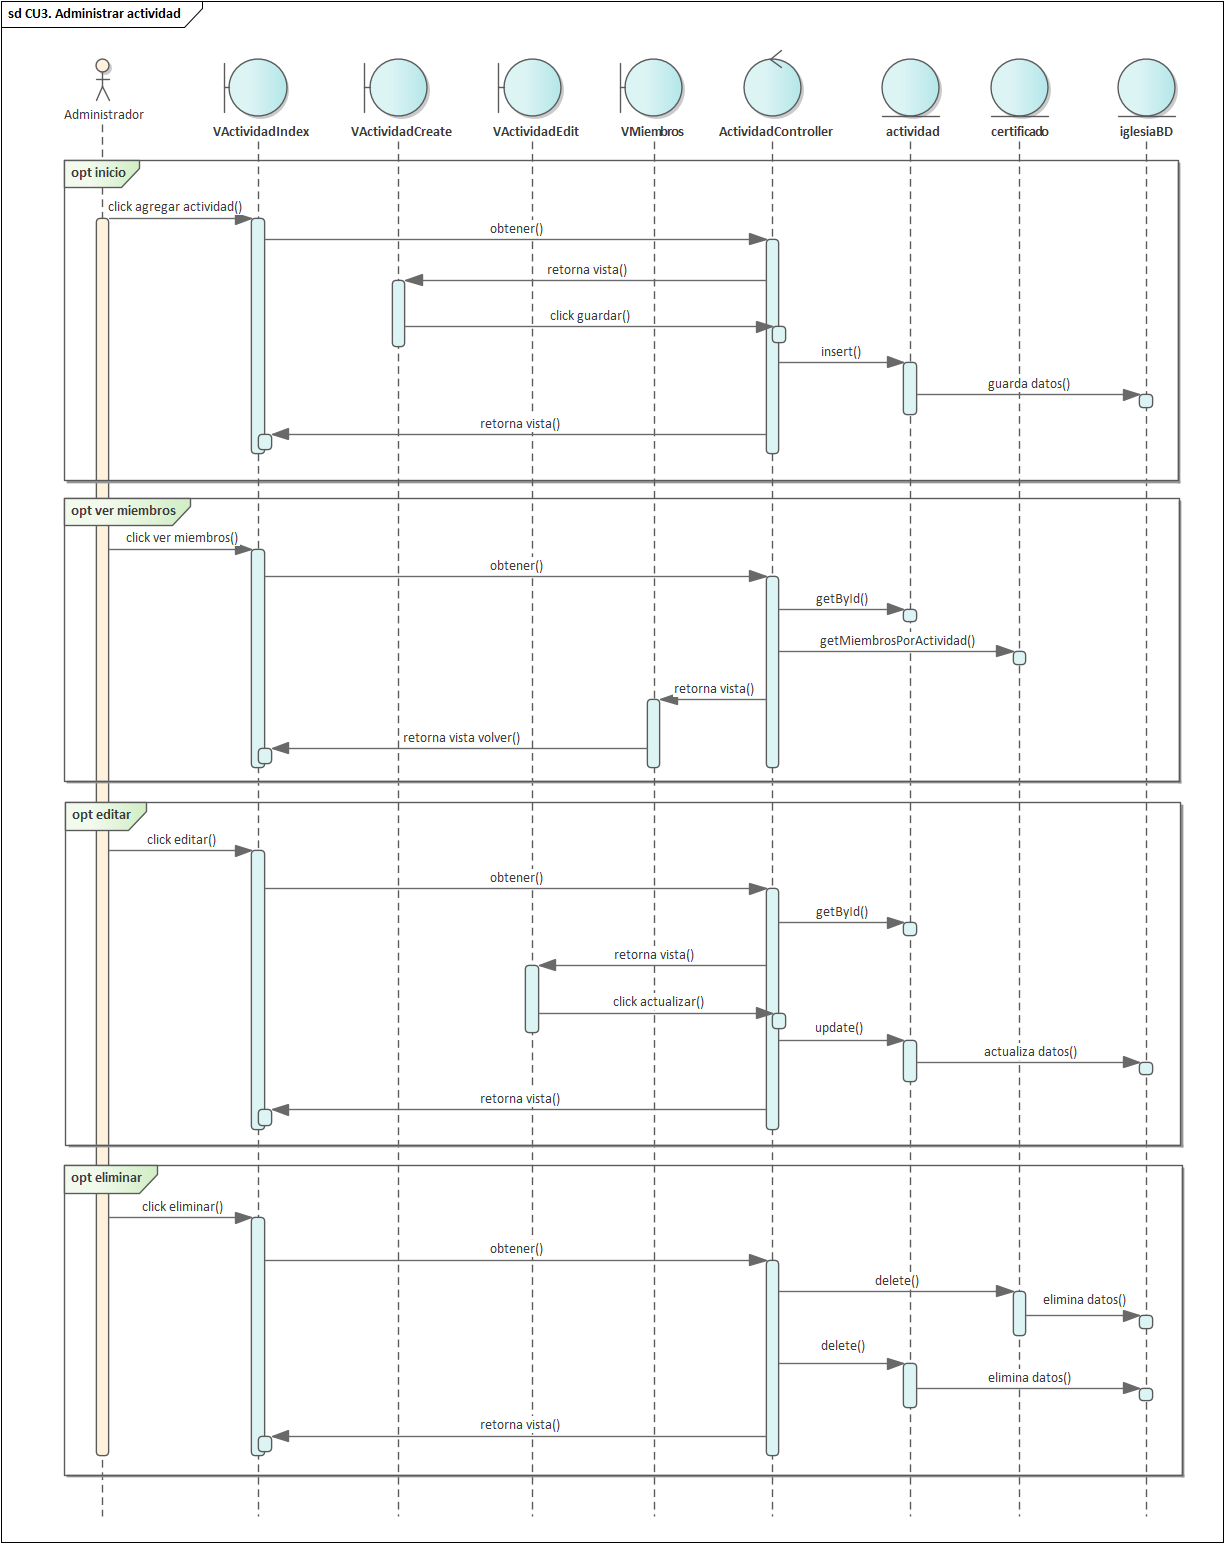 sd CU3. Administrar actividad
Administrador
VActividadIndex
VActividadCreate
VActividadEdit
VMiembros
ActividadController
actividad
certificado
iglesiaBD
opt inicio
click agregar actividad()
obtener()
retorna vista()
click guardar()
insert()
guarda datos()
retorna vista()
opt ver miembros
click ver miembros()
obtener()
getById()
getMiembrosPorActividad()
retorna vista()
retorna vista volver()
opt editar
click editar()
obtener()
getById()
retorna vista()
click actualizar()
update()
actualiza datos()
retorna vista()
opt eliminar
click eliminar()
obtener()
delete()
elimina datos()
delete()
elimina datos()
retorna vista()